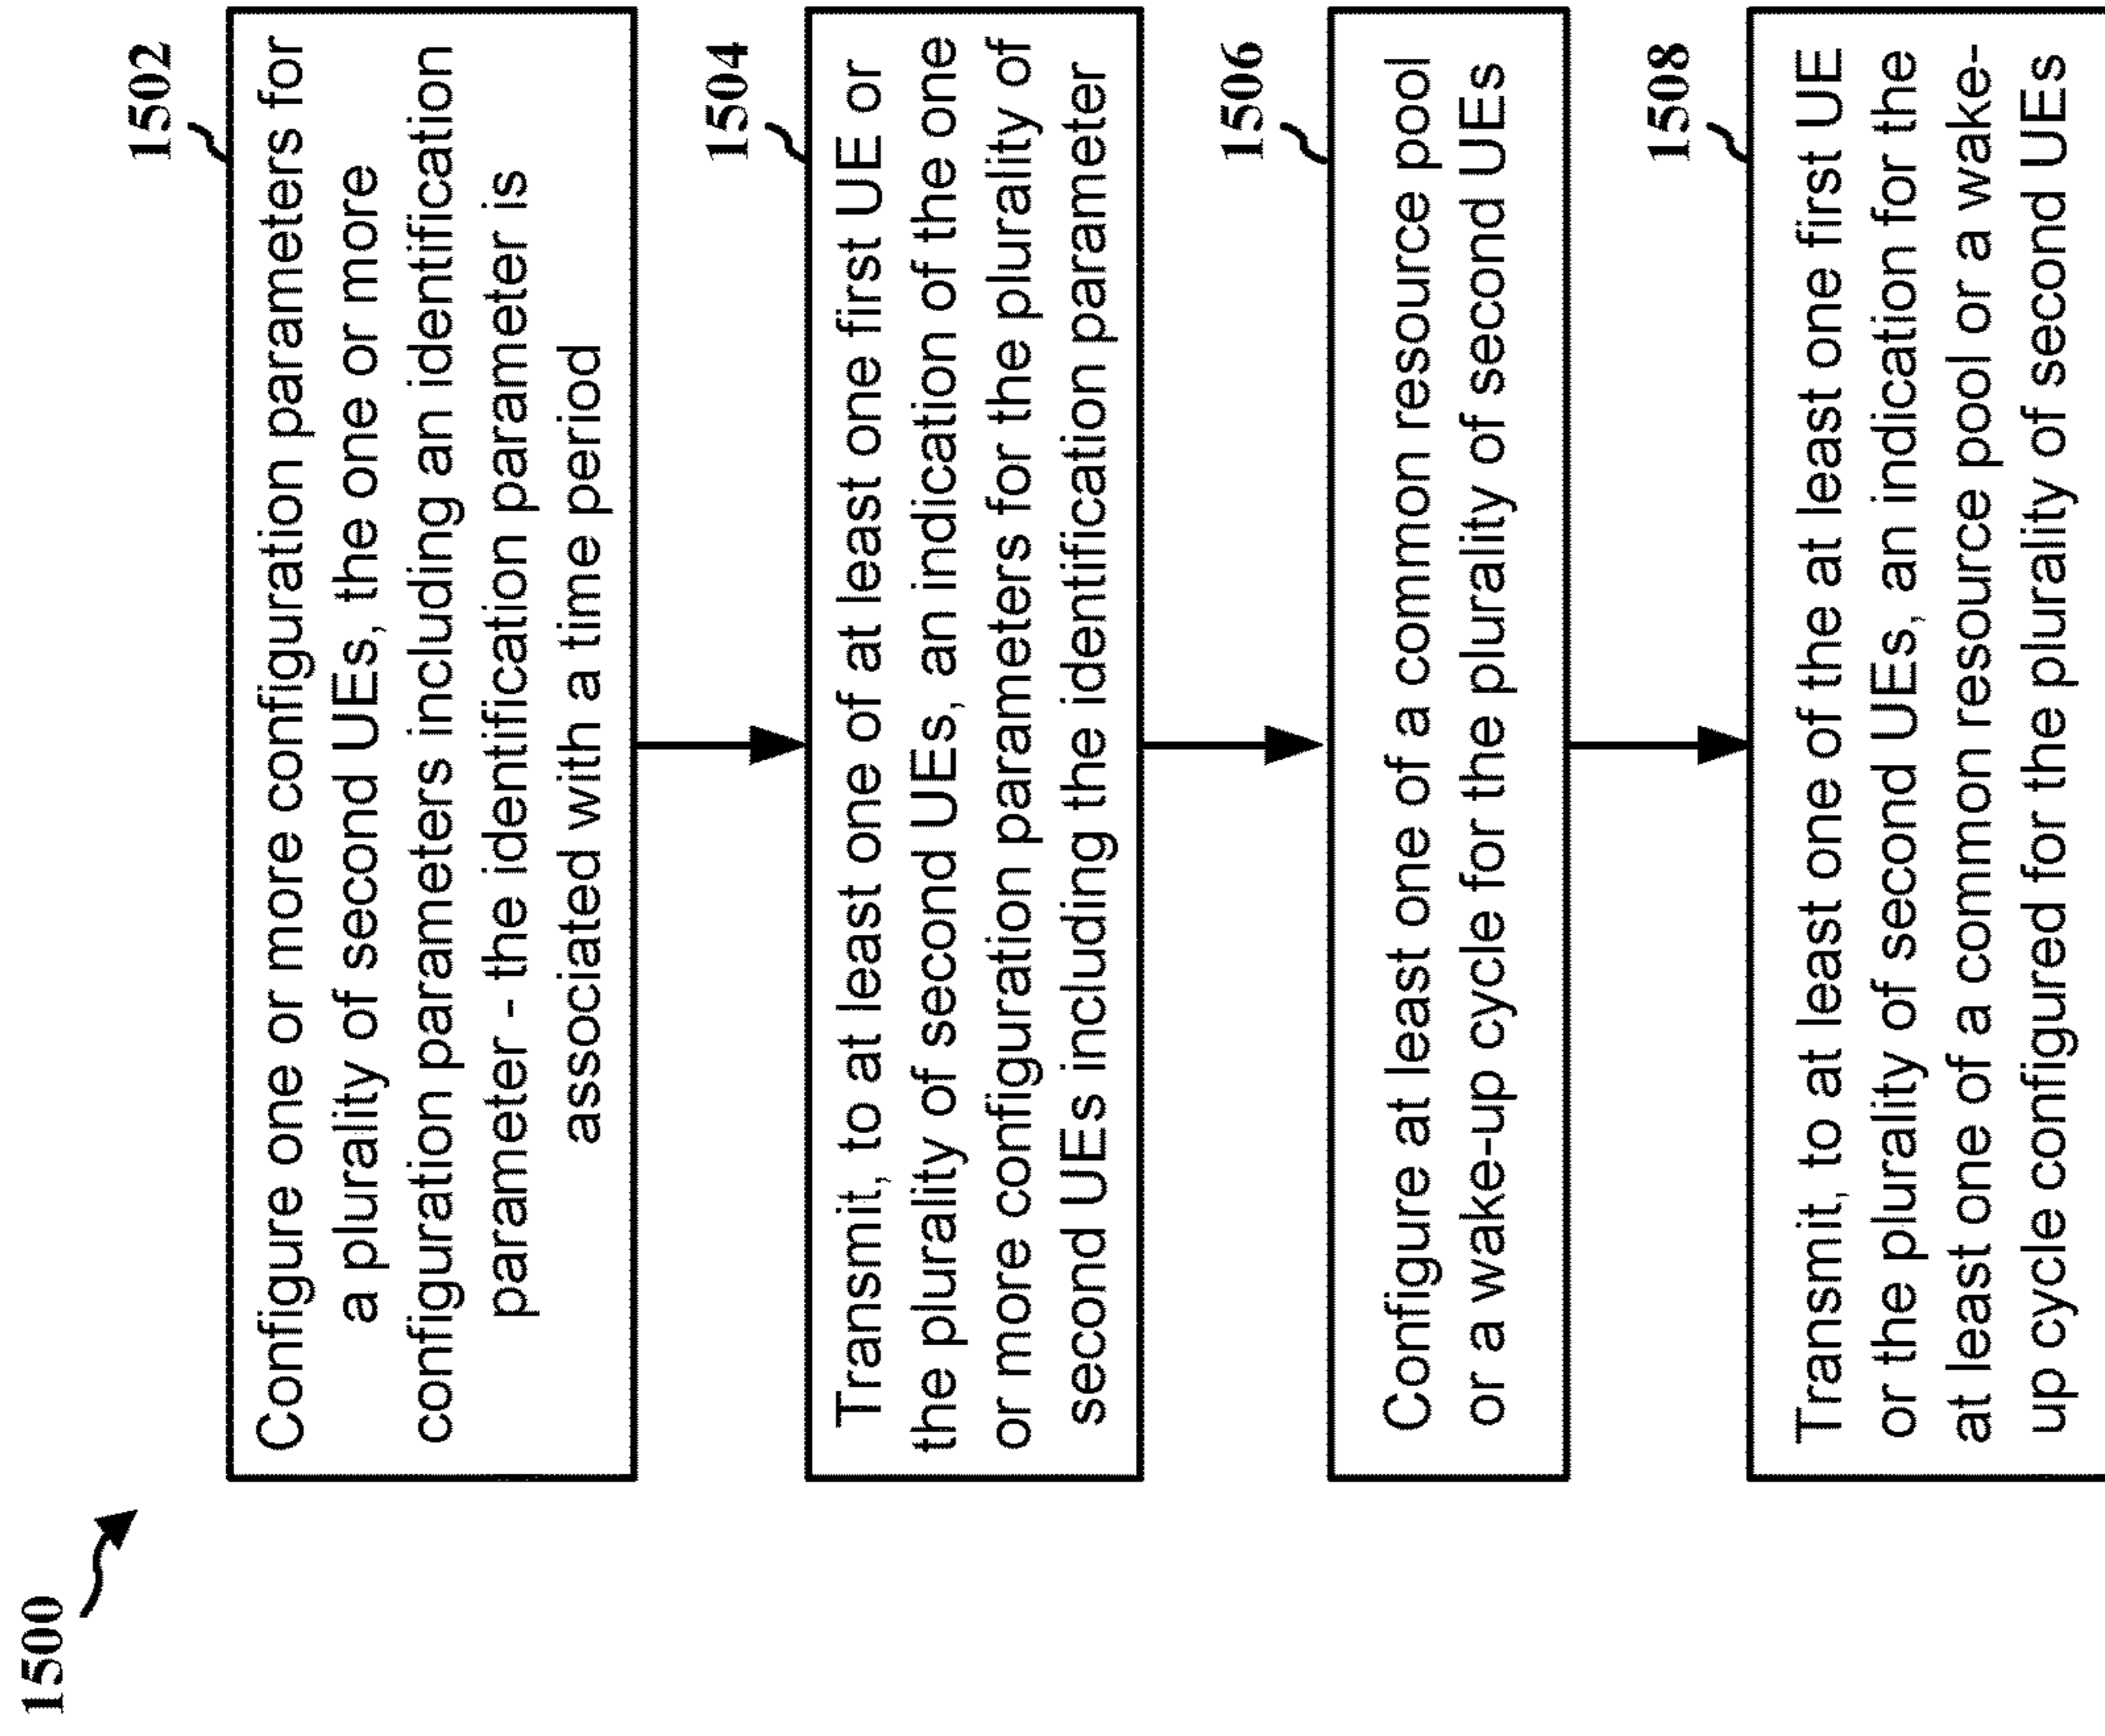 1500
1502
Configure one or more configuration parameters for
a plurality of second UEs, the one or more
configuration parameters including an identification
parameter - the identification parameter is
associated with a time period
1504
Transmit, to at least one of at least one first UE or
the plurality of second UEs, an indication of the one
or more configuration parameters for the plurality of
second UEs including the identification parameter
1506
Configure at least one of a common resource pool
or a wake-up cycle for the plurality of second UEs
1508
Transmit, to at least one of the at least one first UE
or the plurality of second UEs, an indication for the
at least one of a common resource pool or a wake-
up cycle configured for the plurality of second UEs